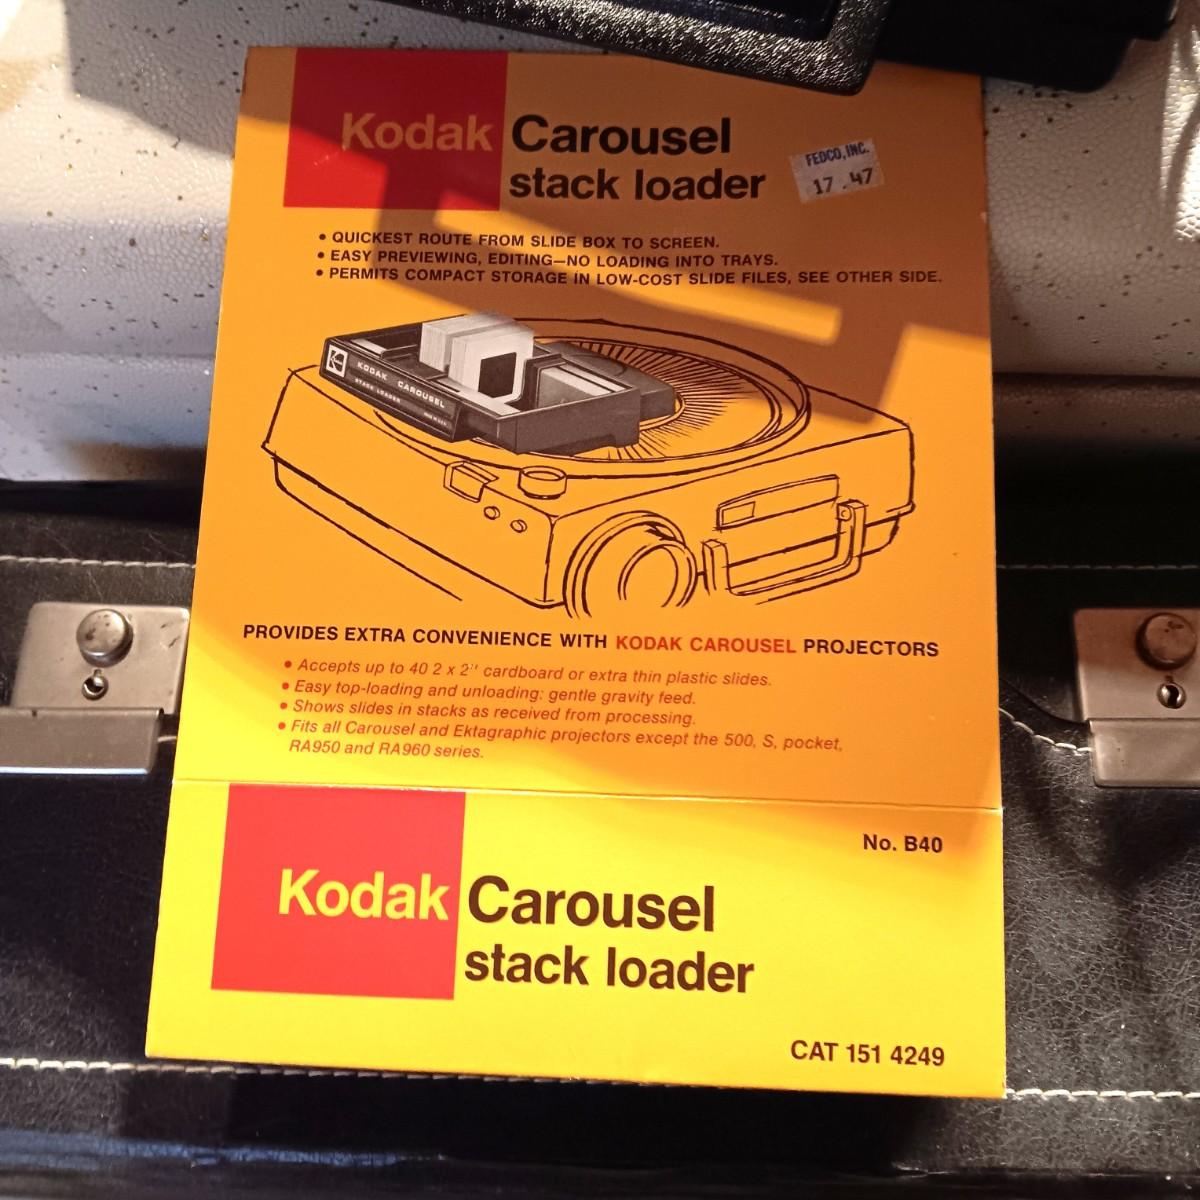 Kodak Carousel
stack loader
FEDCO, INC.
17.47
• QUICKEST ROUTE FROM SLIDE BOX TO SCREEN.
• EASY PREVIEWING, EDITING—NO LOADING INTO TRAYS.
• PERMITS COMPACT STORAGE IN LOW-COST SLIDE FILES, SEE OTHER SIDE.
KODAK CAROUSEL
STACK LOADER
PROVIDES EXTRA CONVENIENCE WITH KODAK CAROUSEL PROJECTORS
• Accepts up to 40 2 x 2" cardboard or extra thin plastic slides.
• Easy top-loading and unloading: gentle gravity feed.
• Shows slides in stacks as received from processing.
• Fits all Carousel and Ektagraphic projectors except the 500, S, pocket,
RA950 and RA960 series.
No. B40
Kodak Carousel
stack loader
CAT 151 4249